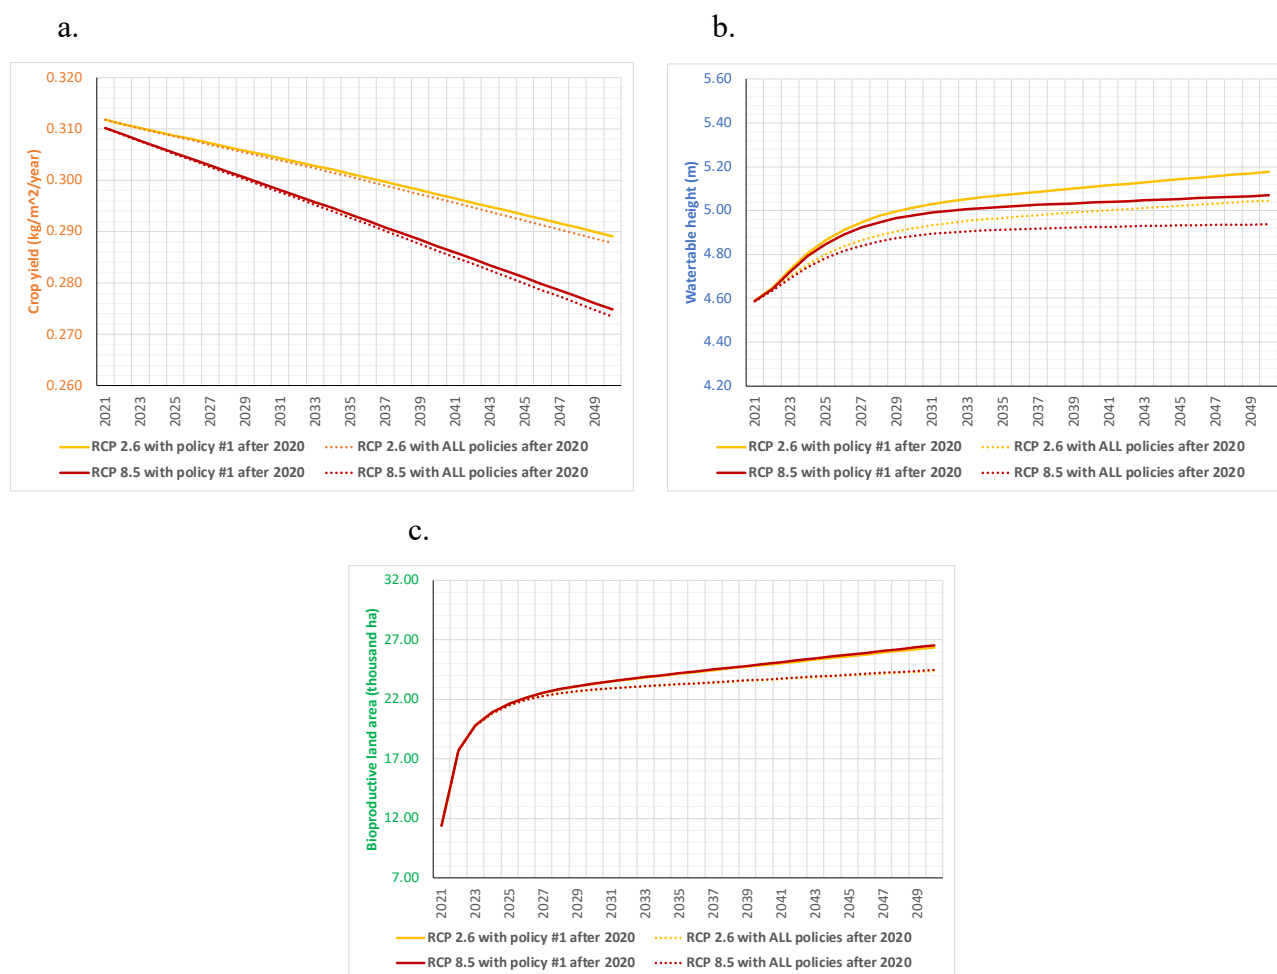 a.
Crop yield (kg/m^2/year)
0.320
0.310
0.300
0.290
0.280
0.270
0.260
2021 2023 2025 2027 2029 2031 2033 2035 2037 2039 2041 2043 2045 2047 2049
RCP 2.6 with policy #1 after 2020 RCP 2.6 with ALL policies after 2020
RCP 8.5 with policy #1 after 2020 RCP 8.5 with ALL policies after 2020
b.
Watertable height (m)
5.60
5.40
5.20
5.00
4.80
4.60
4.40
4.20
2021 2023 2025 2027 2029 2031 2033 2035 2037 2039 2041 2043 2045 2047 2049
RCP 2.6 with policy #1 after 2020 RCP 2.6 with ALL policies after 2020
RCP 8.5 with policy #1 after 2020 RCP 8.5 with ALL policies after 2020
c.
Bioproductive land area (thousand ha)
32.00
27.00
22.00
17.00
12.00
7.00
2021 2023 2025 2027 2029 2031 2033 2035 2037 2039 2041 2043 2045 2047 2049
RCP 2.6 with policy #1 after 2020 RCP 2.6 with ALL policies after 2020
RCP 8.5 with policy #1 after 2020 RCP 8.5 with ALL policies after 2020